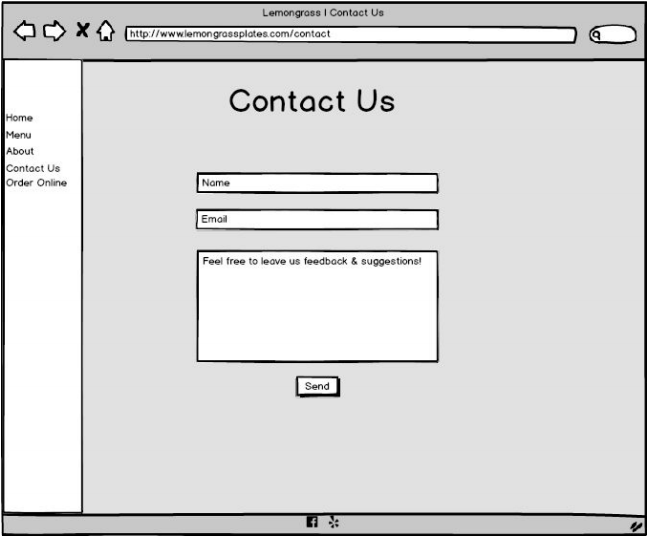 Lemongrass | Contact Us
http://www.lemongrassplates.com/contact
Home
Menu
About
Contact Us
Order Online
Contact Us
Name
Email
Feel free to leave us feedback & suggestions!
Send